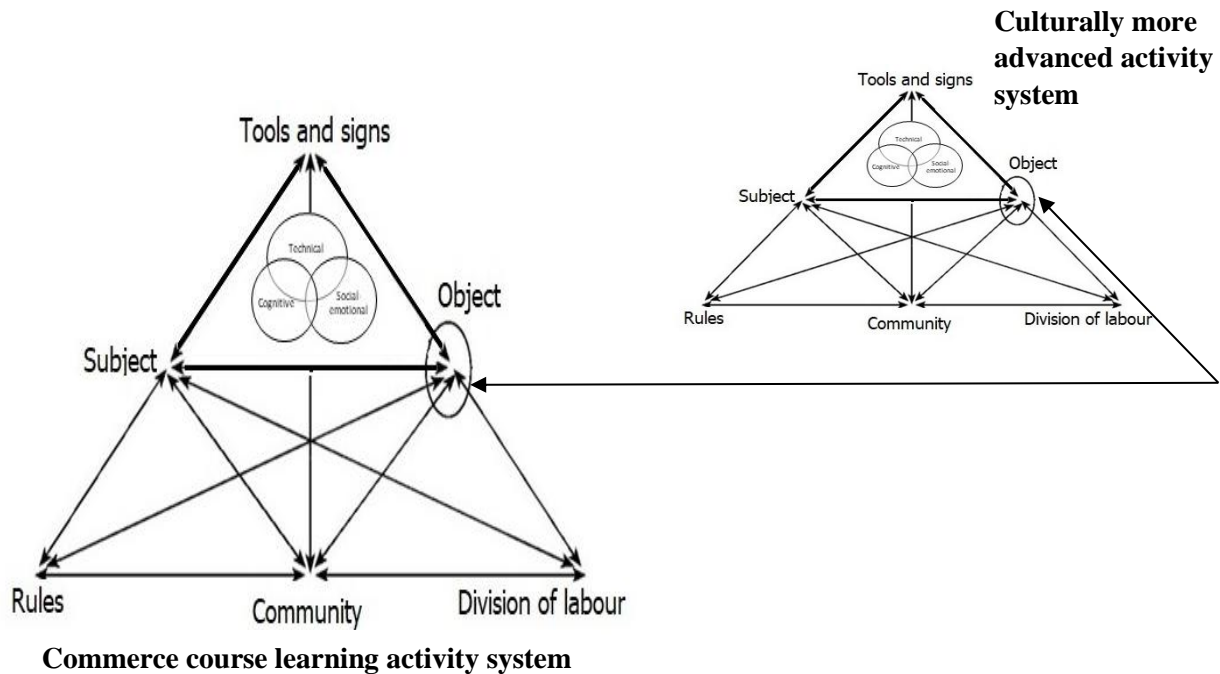 Culturally more
advanced activity
system
Tools and signs
Technical
Cognitive
Social
emotional
Object
Subject
Rules
Community
Division of labour
Tools and signs
Technical
Cognitive
Social
emotional
Object
Subject
Rules
Community
Division of labour
Commerce course learning activity system